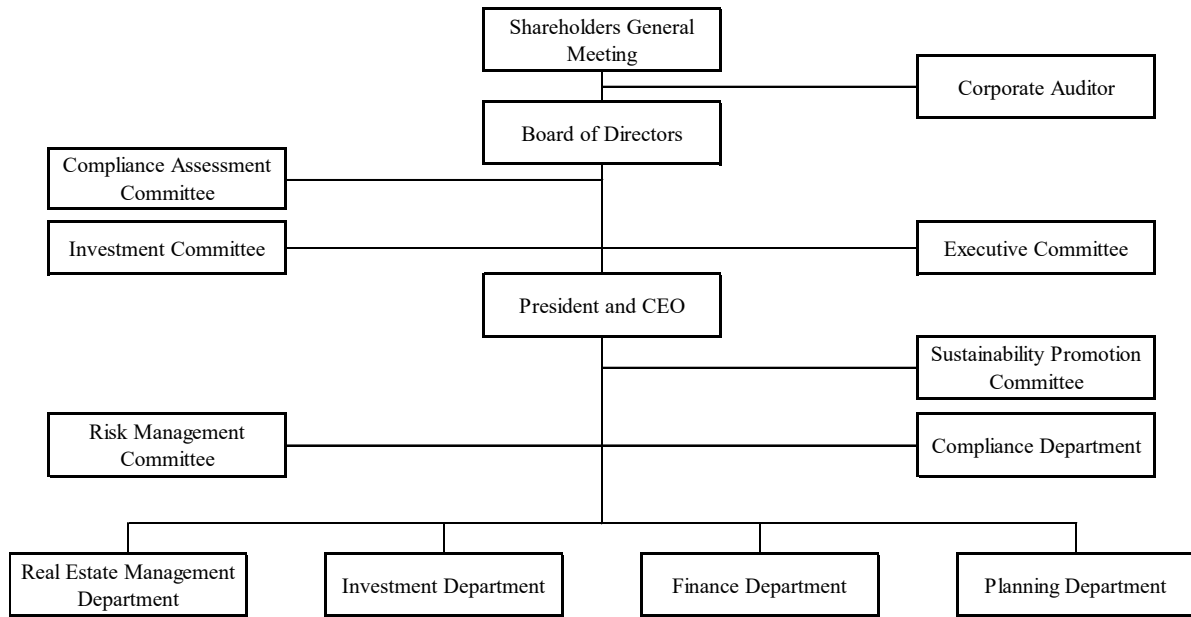 Shareholders General
Meeting
Corporate Auditor
Board of Directors
Compliance Assessment
Committee
Investment Committee
Executive Committee
President and CEO
Sustainability Promotion
Committee
Risk Management
Committee
Compliance Department
Real Estate Management
Department
Investment Department
Finance Department
Planning Department